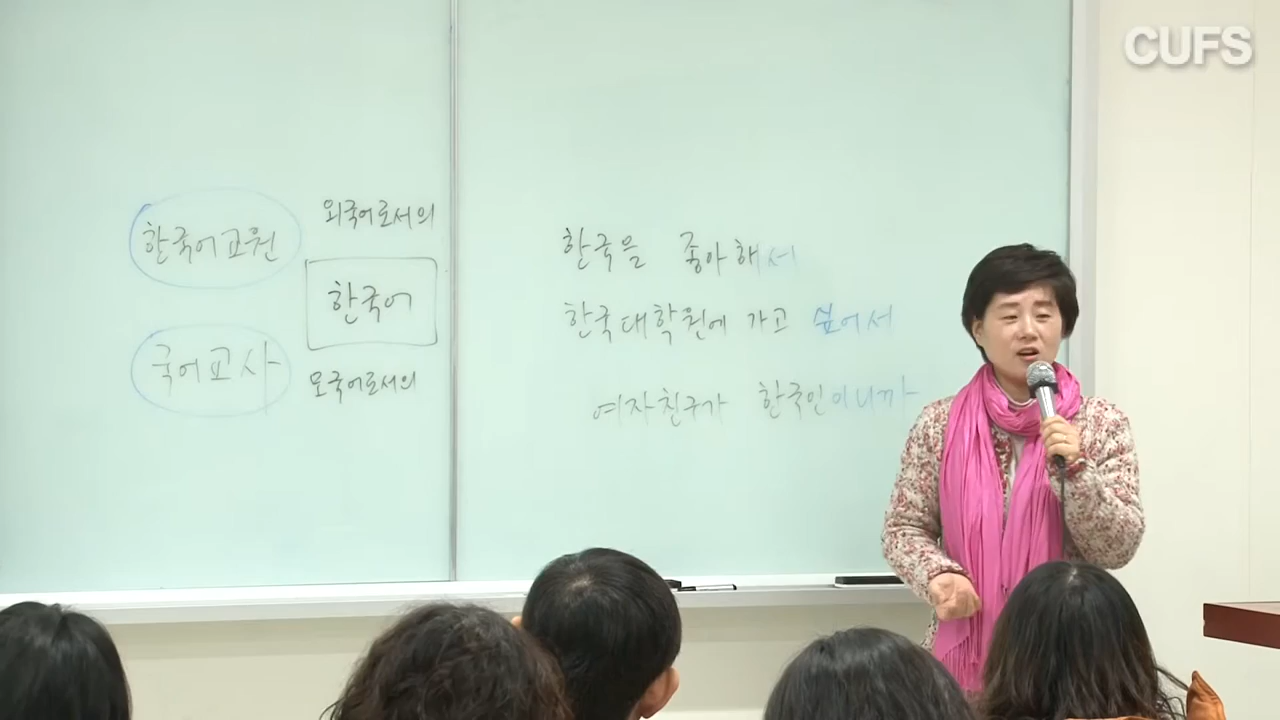 CUFS
외국어로서의
한국어교원
한국어
국어교사
모국어로서의
한국을 좋아해서
한국대학원에 가고 싶어서
여자친구가 한국인이니까